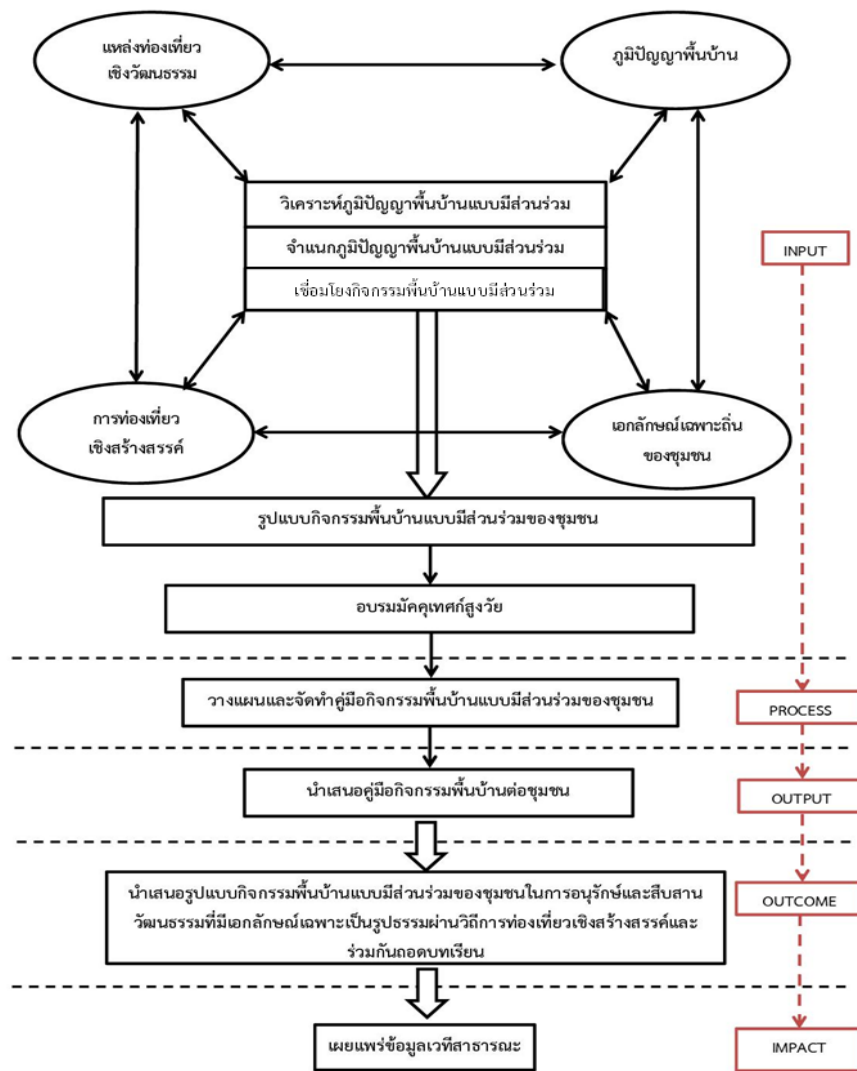 แหล่งท่องเที่ยว
เชิงวัฒนธรรม
ภูมิปัญญาพื้นบ้าน
วิเคราะห์ภูมิปัญญาพื้นบ้านแบบมีส่วนร่วม
จำแนกภูมิปัญญาพื้นบ้านแบบมีส่วนร่วม
เชื่อมโยงกิจกรรมพื้นบ้านแบบมีส่วนร่วม
INPUT
การท่องเที่ยว
เชิงสร้างสรรค์
เอกลักษณ์เฉพาะถิ่น
ของชุมชน
รูปแบบกิจกรรมพื้นบ้านแบบมีส่วนร่วมของชุมชน
อบรมมัคคุเทศก์สูงวัย
วางแผนและจัดทำคู่มือกิจกรรมพื้นบ้านแบบมีส่วนร่วมของชุมชน
PROCESS
นำเสนอคู่มือกิจกรรมพื้นบ้านต่อชุมชน
OUTPUT
นำเสนอรูปแบบกิจกรรมพื้นบ้านแบบมีส่วนร่วมของชุมชนในการอนุรักษ์และสืบสาน
วัฒนธรรมที่มีเอกลักษณ์เฉพาะเป็นรูปธรรมผ่านวิถีการท่องเที่ยวเชิงสร้างสรรค์และ
ร่วมกันถอดบทเรียน
OUTCOME
เผยแพร่ข้อมูลเวทีสาธารณะ
IMPACT